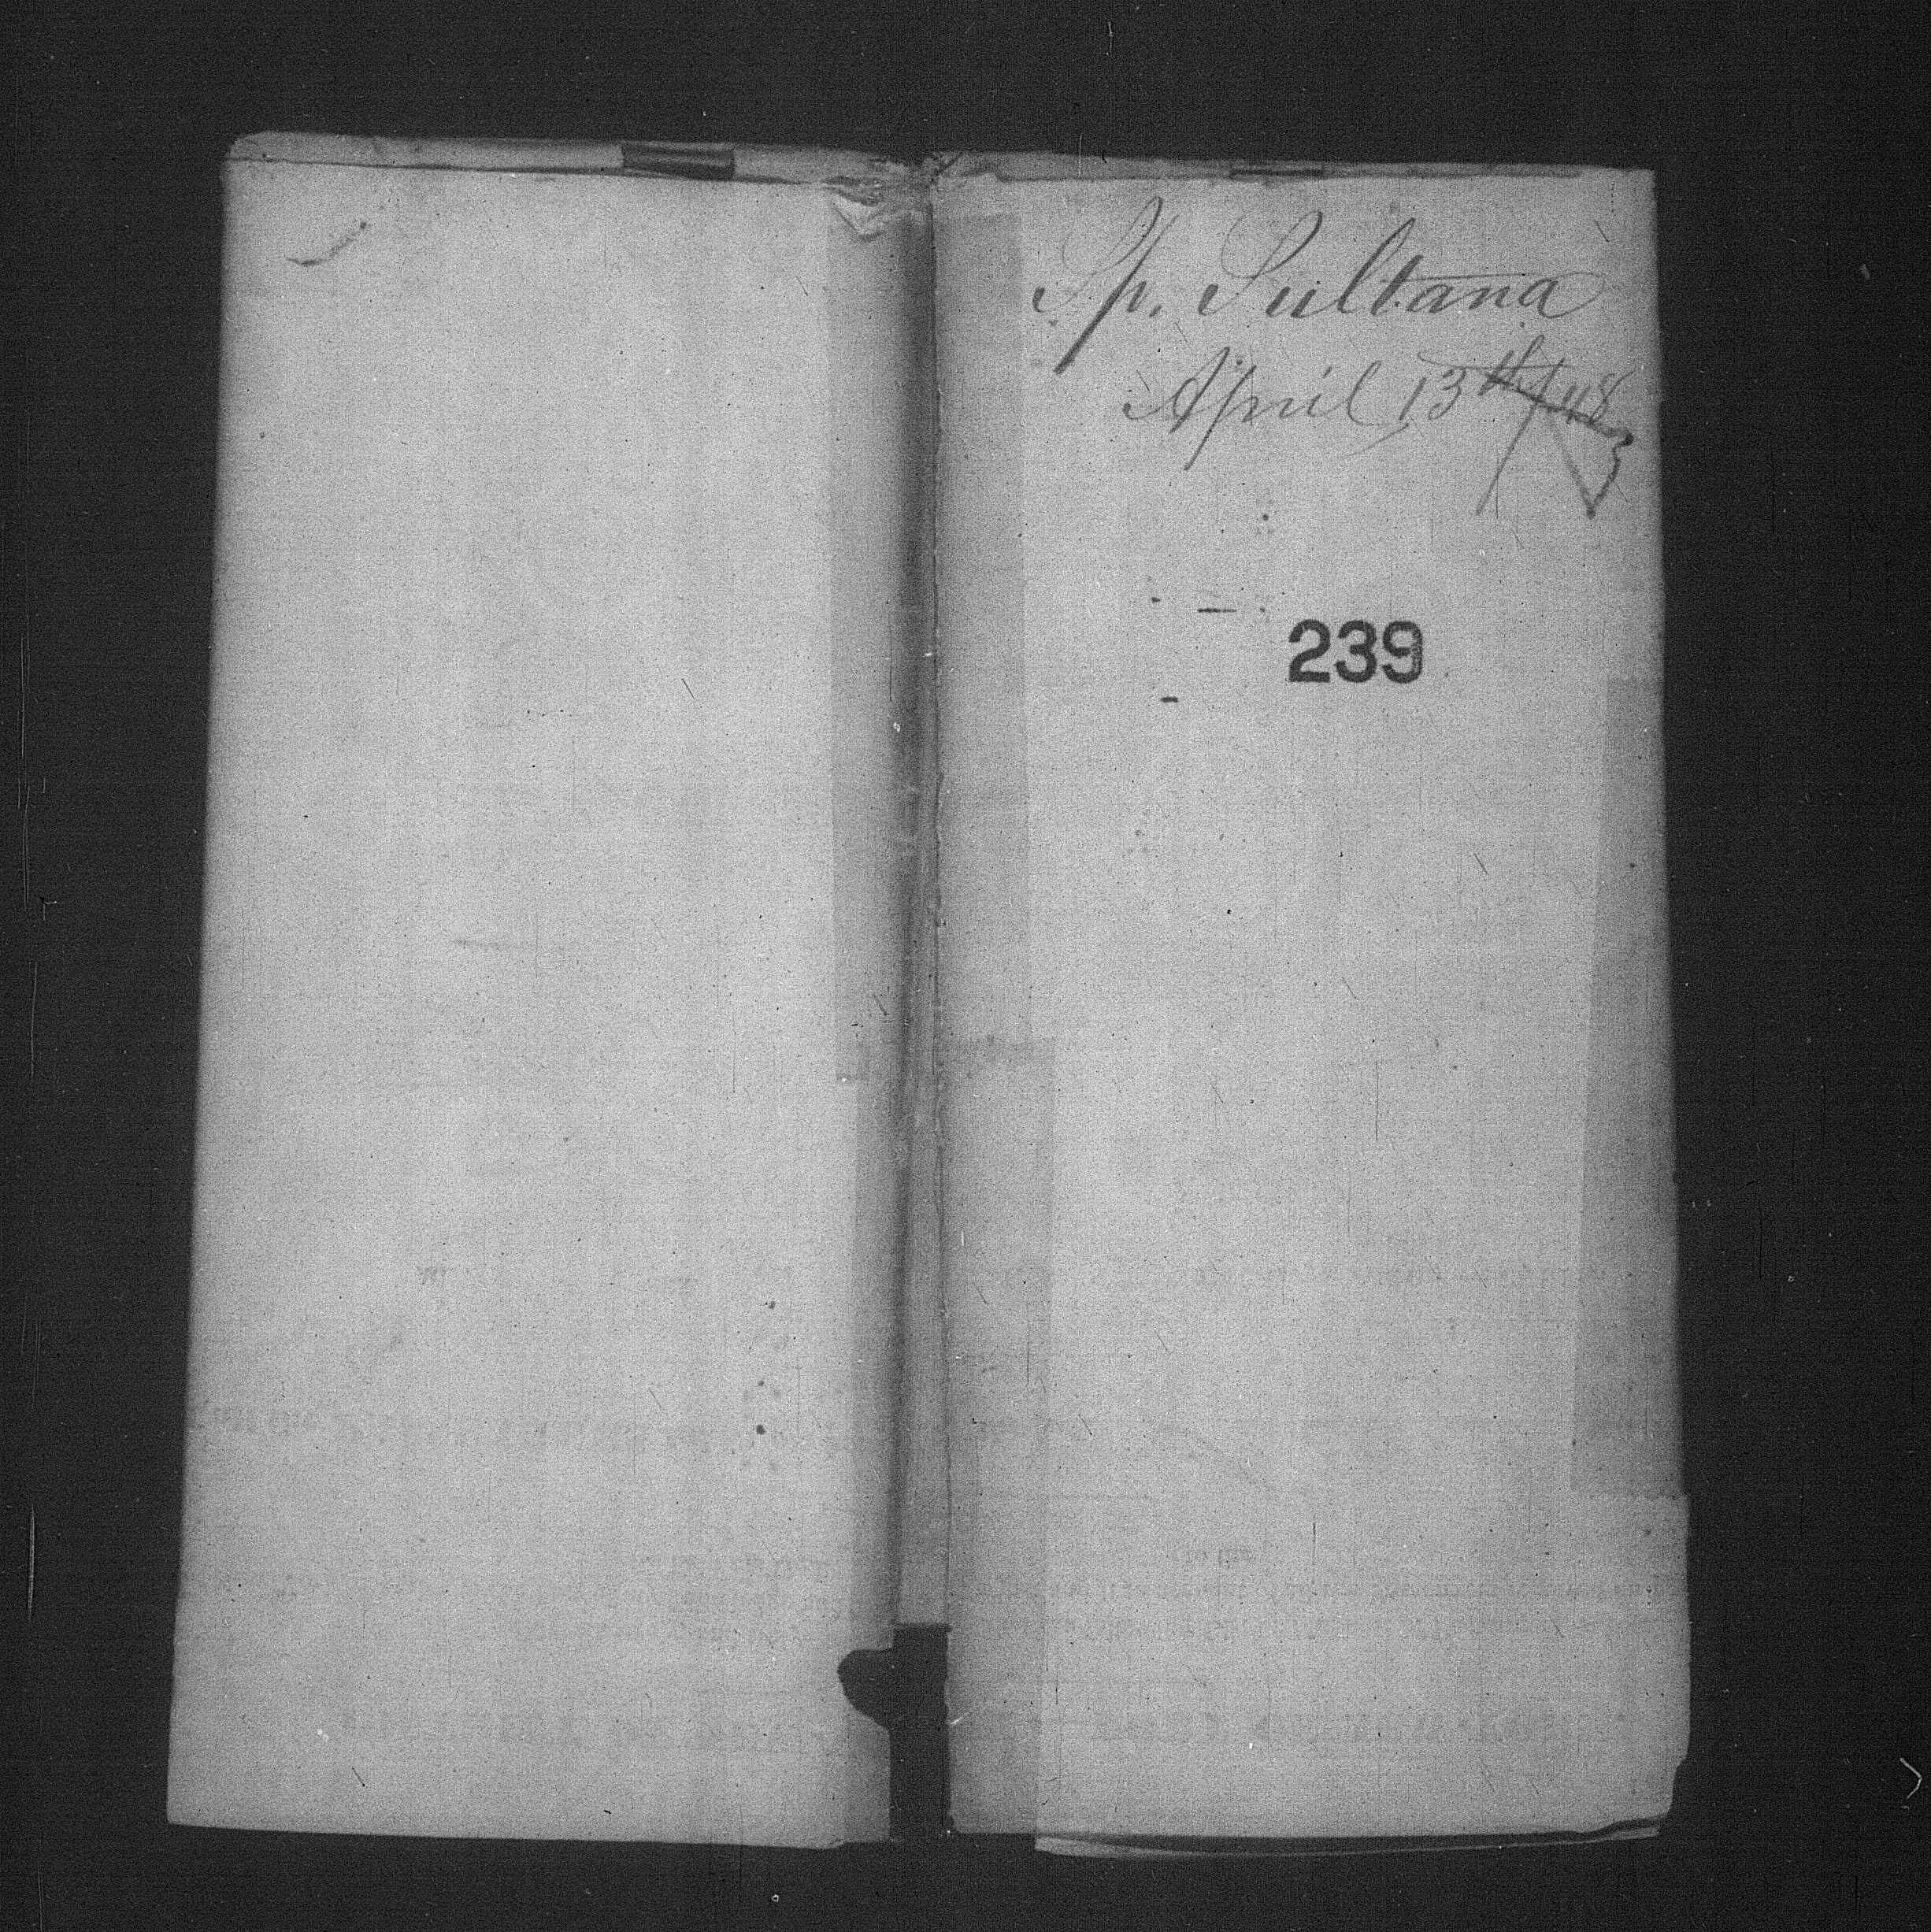 Sp. Sultana
April 13th/48
239